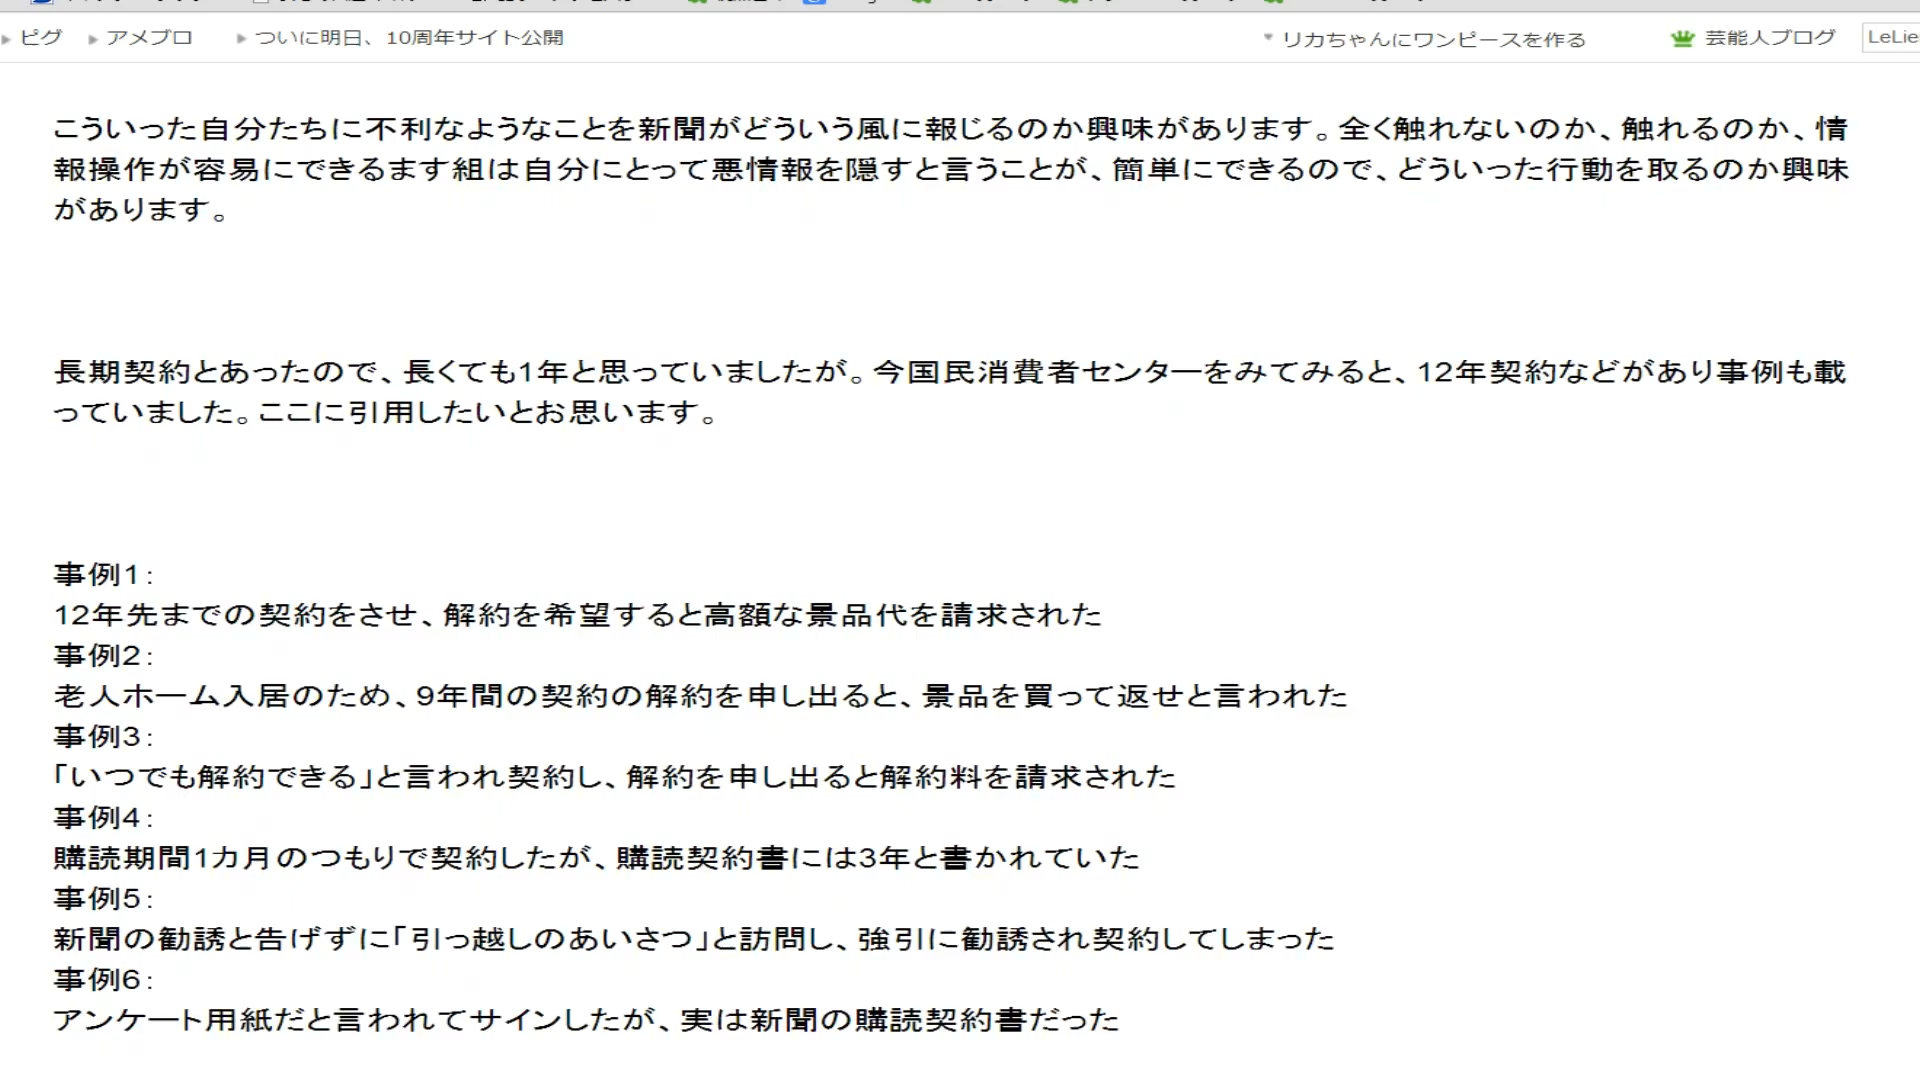 ピグ アメブロ ついに明日、10周年サイト公開 リカちゃんにワンピースを作る 芸能人ブログ LeLie
こういった自分たちに不利なようなことを新聞がどういう風に報じるのか興味があります。全く触れないのか、触れるのか、情
報操作が容易にできるます組は自分にとって悪情報を隠すと言うことが、簡単にできるので、どういった行動を取るのか興味
があります。
長期契約とあったので、長くても1年と思っていましたが。今国民消費者センターをみてみると、12年契約などがあり事例も載
っていました。ここに引用したいとお思います。
事例1:
12年先までの契約をさせ、解約を希望すると高額な景品代を請求された
事例2:
老人ホーム入居のため、9年間の契約の解約を申し出ると、景品を買って返せと言われた
事例3:
「いつでも解約できる」と言われ契約し、解約を申し出ると解約料を請求された
事例4:
購読期間1カ月のつもりで契約したが、購読契約書には3年と書かれていた
事例5:
新聞の勧誘と告げずに「引っ越しのあいさつ」と訪問し、強引に勧誘され契約してしまった
事例6:
アンケート用紙だと言われてサインしたが、実は新聞の購読契約書だった